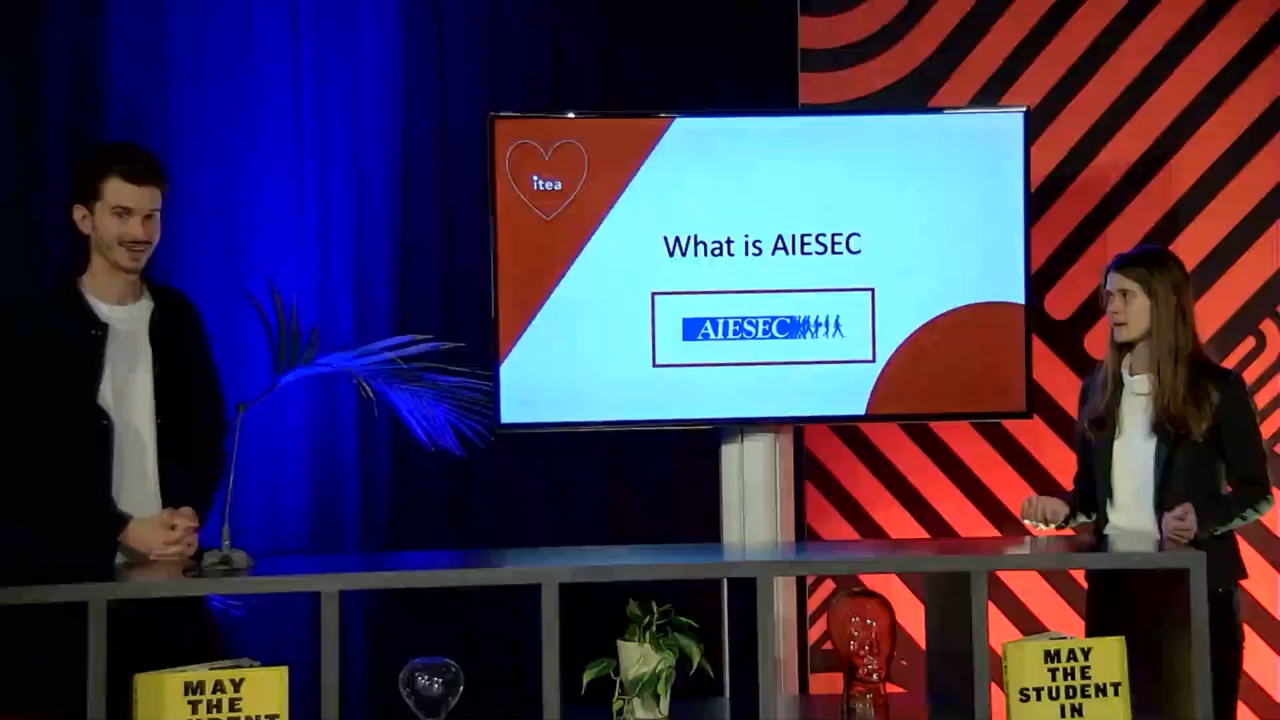 itea
What is AIESEC
AIESEC
MAY
THE
STUDENT
IN
MAY
THE